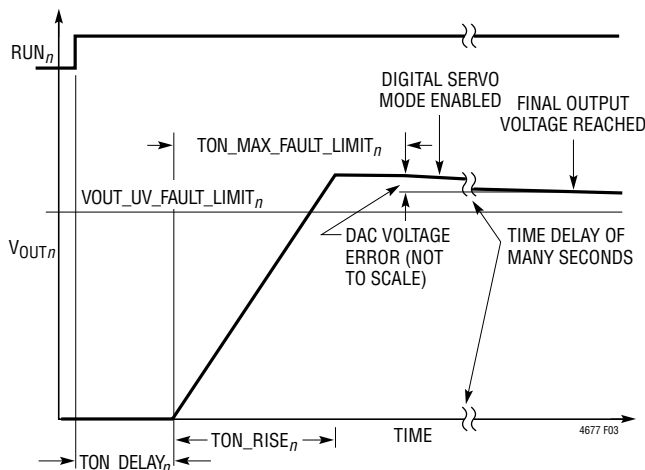 RUNn
DIGITAL SERVO
MODE ENABLED
FINAL OUTPUT
VOLTAGE REACHED
TON_MAX_FAULT_LIMITn
VOUT_UV_FAULT_LIMITn
VOUTn
DAC VOLTAGE
ERROR (NOT
TO SCALE)
TIME DELAY OF
MANY SECONDS
TON_RISEn
TIME
4677 F03
TON_DELAYn